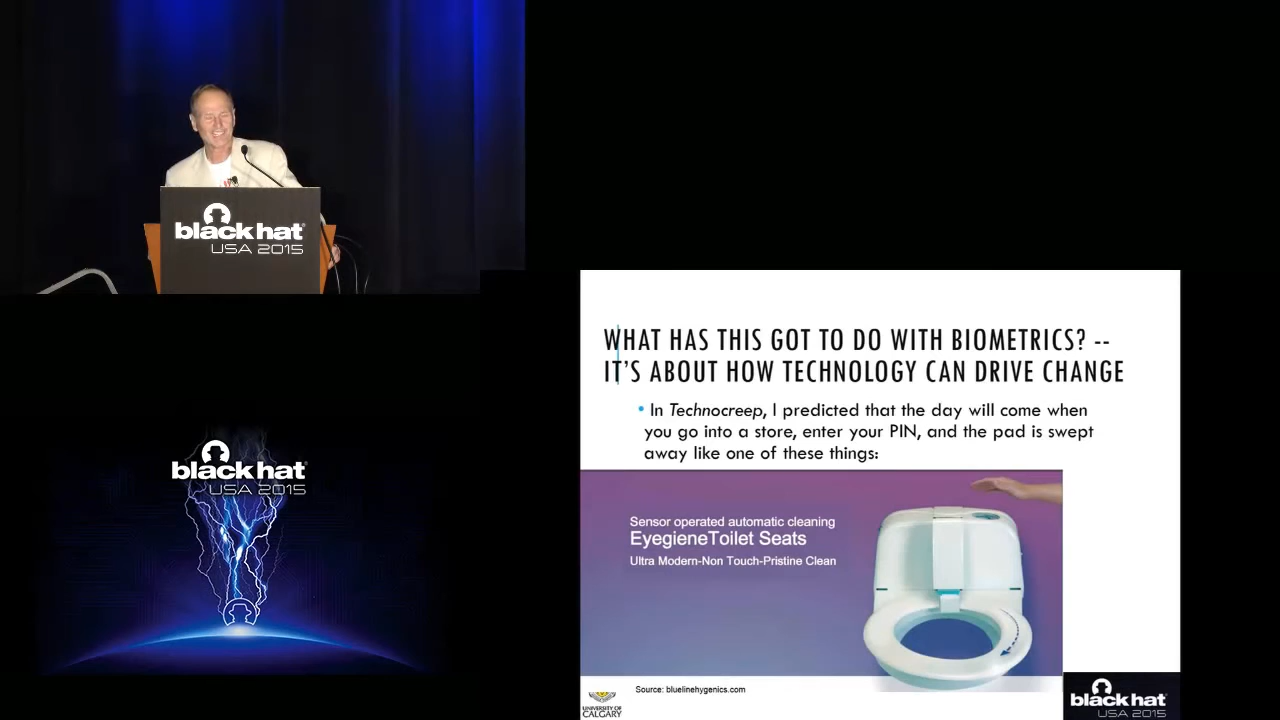 black hat
USA 2015
WHAT HAS THIS GOT TO DO WITH BIOMETRICS? --
IT'S ABOUT HOW TECHNOLOGY CAN DRIVE CHANGE
• In Technocreep, I predicted that the day will come when
you go into a store, enter your PIN, and the pad is swept
away like one of these things:
Sensor operated automatic cleaning
EyegieneToilet Seats
Ultra Modern-Non Touch-Pristine Clean
Source: bluelinehygenics.com
UNIVERSITY OF
CALGARY
black hat
USA 2015
black hat
USA 2015